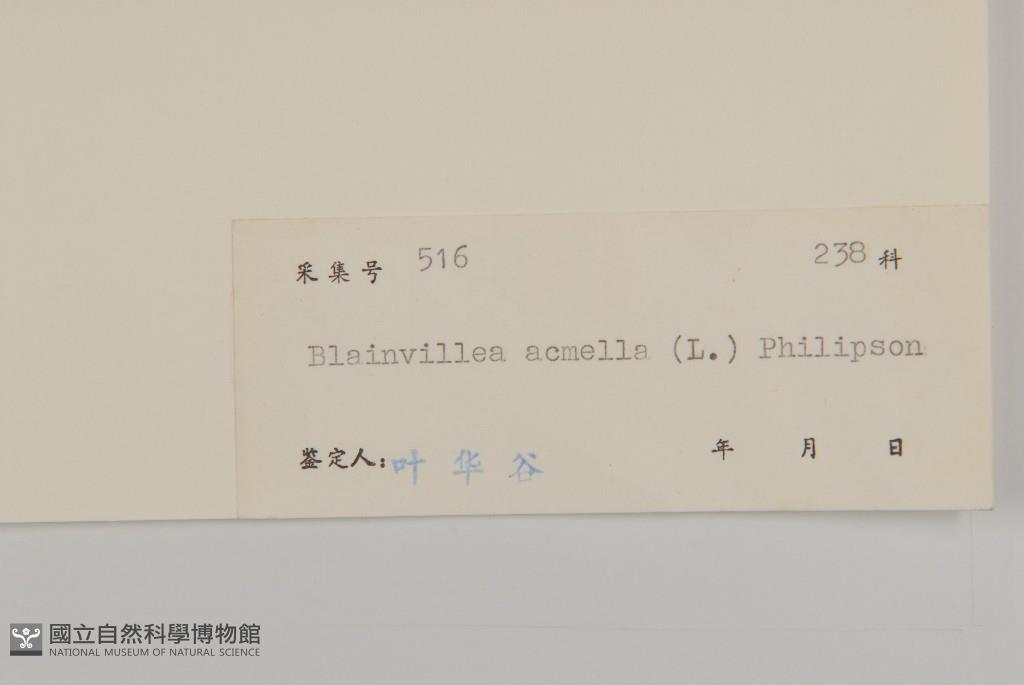 采集号 516 238 科
Blainvillea acmella (L.) Philipson
鉴定人: 叶华谷 年 月 日
國立自然科學博物館
NATIONAL MUSEUM OF NATURAL SCIENCE